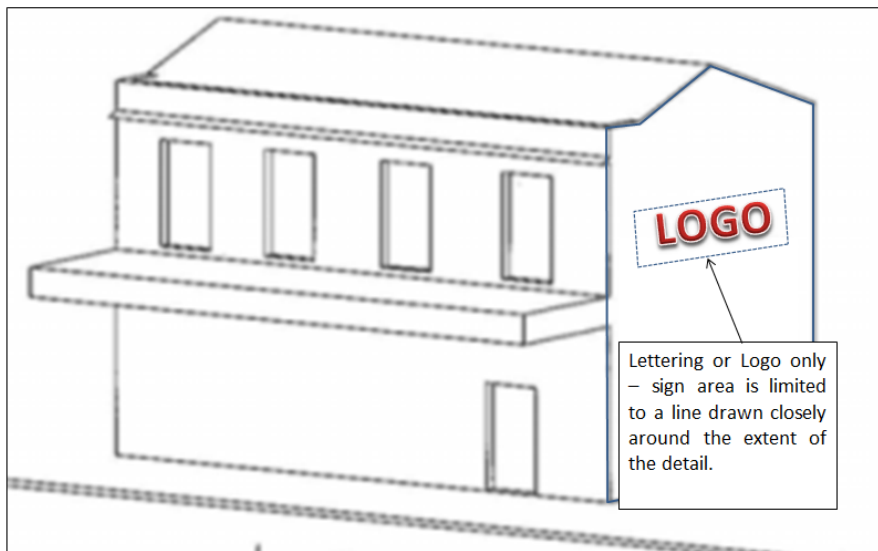 LOGO
Lettering or Logo only
– sign area is limited
to a line drawn closely
around the extent of
the detail.